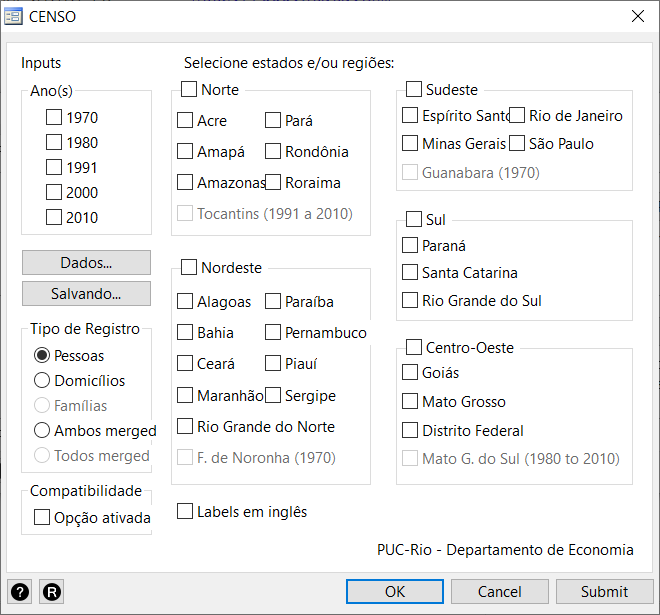 CENSO
Inputs
Selecione estados e/ou regiões:
Ano(s)
1970
1980
1991
2000
2010
Dados...
Salvando...
Tipo de Registro
Pessoas
Domicílios
Famílias
Ambos merged
Todos merged
Compatibilidade
Opção ativada
Norte
Acre
Pará
Amapá
Rondônia
Amazonas
Roraima
Tocantins (1991 a 2010)
Nordeste
Alagoas
Paraíba
Bahia
Pernambuco
Ceará
Piauí
Maranhão
Sergipe
Rio Grande do Norte
F. de Noronha (1970)
Labels em inglês
Sudeste
Espírito Santo
Rio de Janeiro
Minas Gerais
São Paulo
Guanabara (1970)
Sul
Paraná
Santa Catarina
Rio Grande do Sul
Centro-Oeste
Goiás
Mato Grosso
Distrito Federal
Mato G. do Sul (1980 to 2010)
PUC-Rio - Departamento de Economia
? R
OK
Cancel
Submit